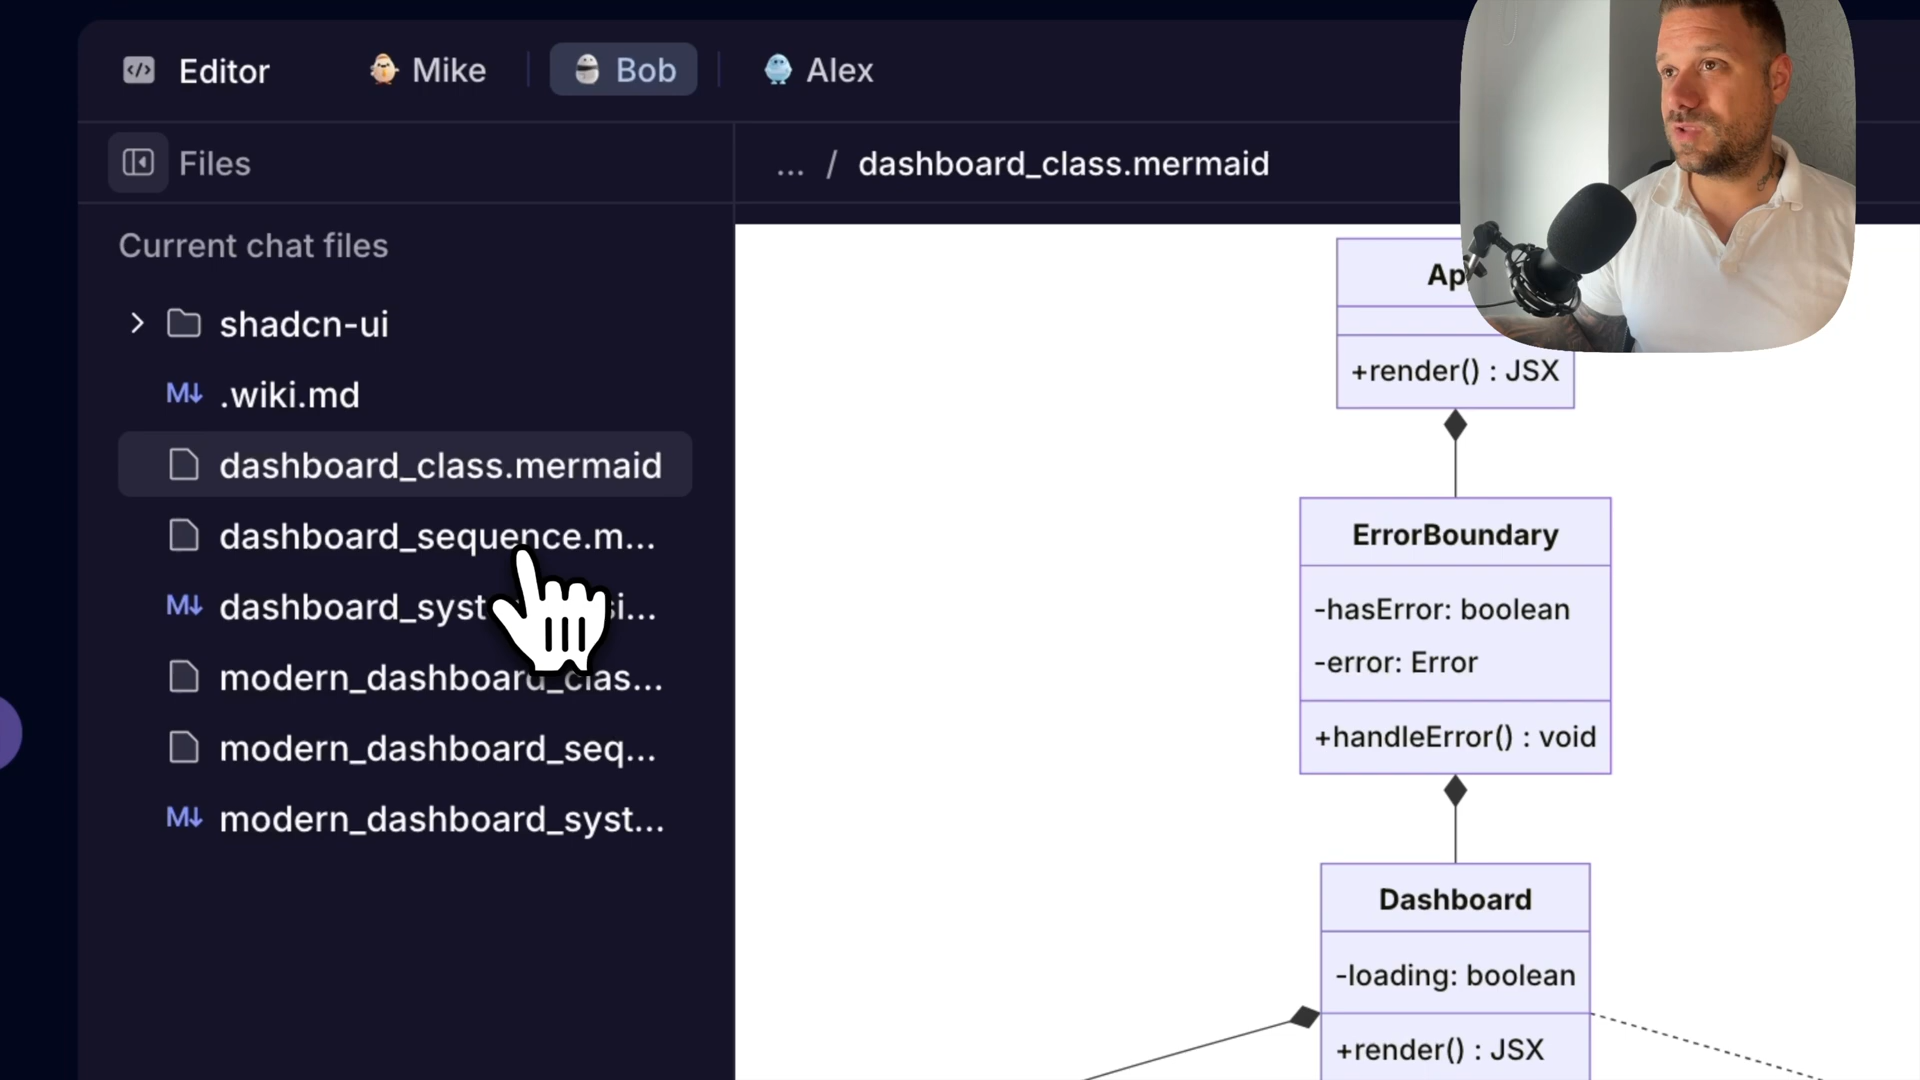 Editor
Mike
Bob
Alex
Files
... / dashboard_class.mermaid
Current chat files
shadcn-ui
M↓ .wiki.md
dashboard_class.mermaid
dashboard_sequence.m...
M↓ dashboard_syst
modern_dashboard_clas...
modern_dashboard_seq...
M↓ modern_dashboard_syst...
+render() : JSX
ErrorBoundary
-hasError: boolean
-error: Error
+handleError() : void
Dashboard
-loading: boolean
+render() : JSX